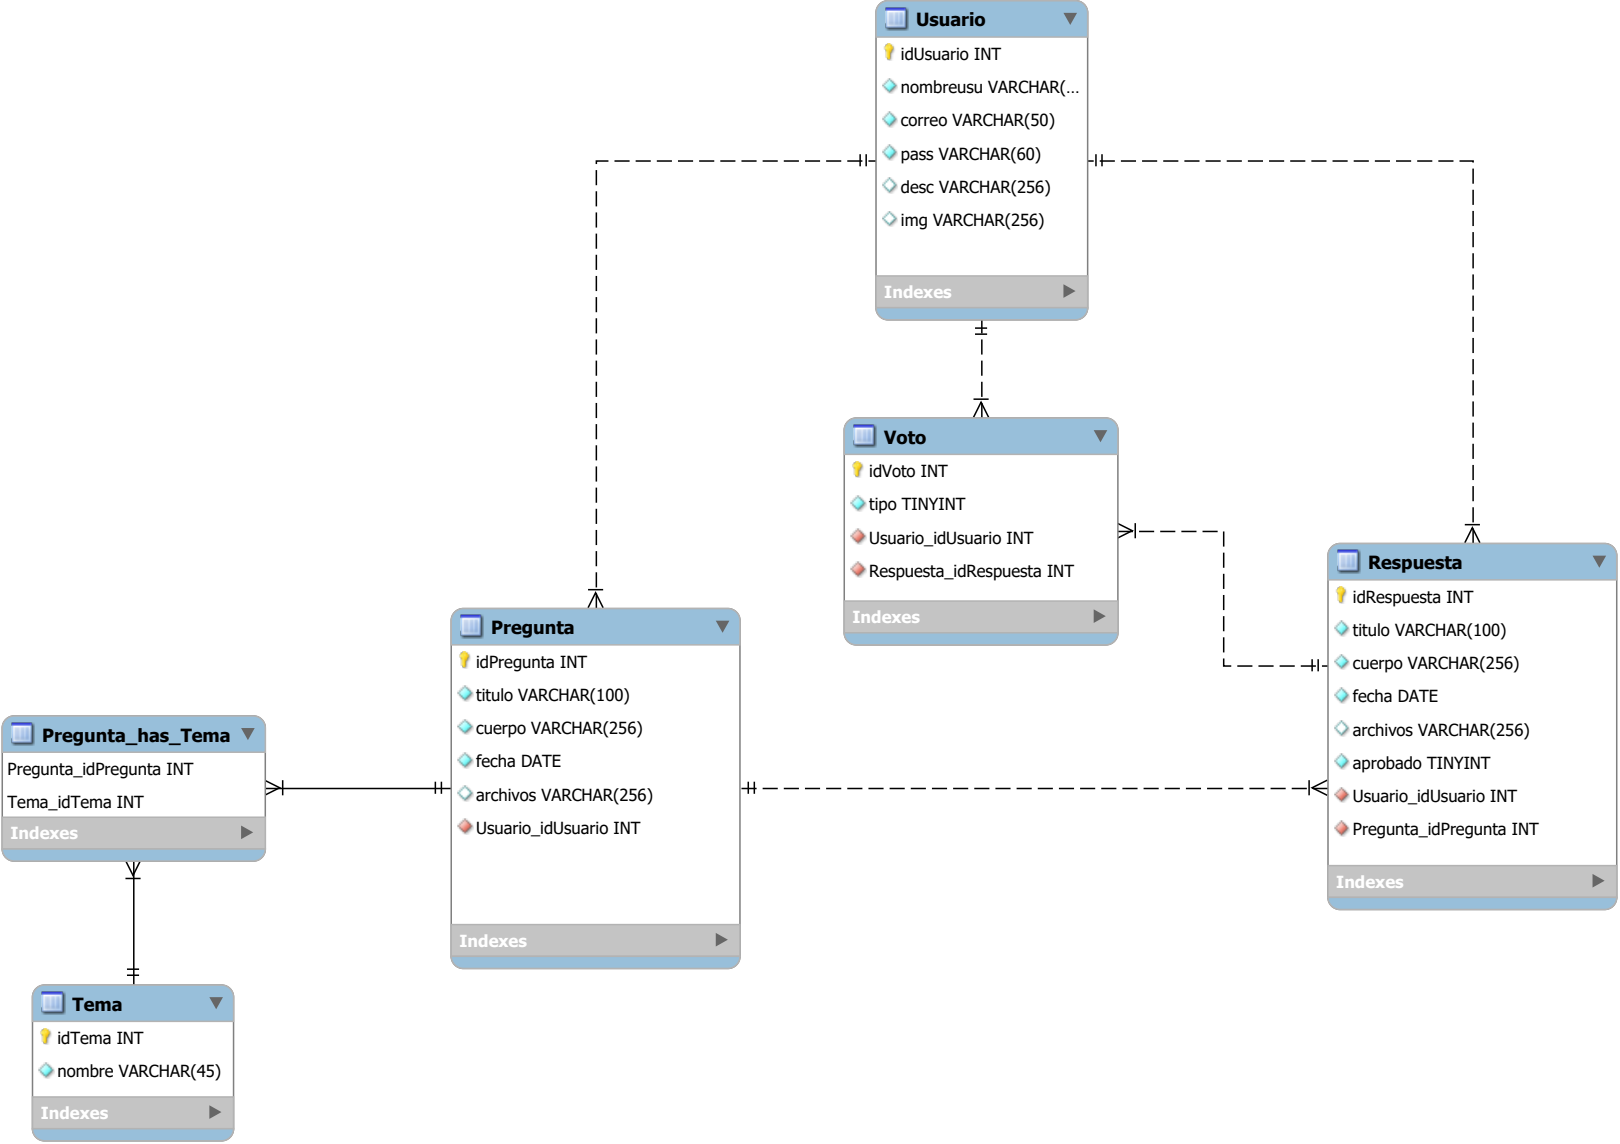 Usuario
idUsuario INT
nombreusu VARCHAR(...
correo VARCHAR(50)
pass VARCHAR(60)
desc VARCHAR(256)
img VARCHAR(256)
Indexes
Voto
idVoto INT
tipo TINYINT
Usuario_idUsuario INT
Respuesta_idRespuesta INT
Indexes
Respuesta
idRespuesta INT
titulo VARCHAR(100)
cuerpo VARCHAR(256)
fecha DATE
archivos VARCHAR(256)
aprobado TINYINT
Usuario_idUsuario INT
Pregunta_idPregunta INT
Indexes
Pregunta
idPregunta INT
titulo VARCHAR(100)
cuerpo VARCHAR(256)
fecha DATE
archivos VARCHAR(256)
Usuario_idUsuario INT
Indexes
Pregunta_has_Tema
Pregunta_idPregunta INT
Tema_idTema INT
Indexes
Tema
idTema INT
nombre VARCHAR(45)
Indexes